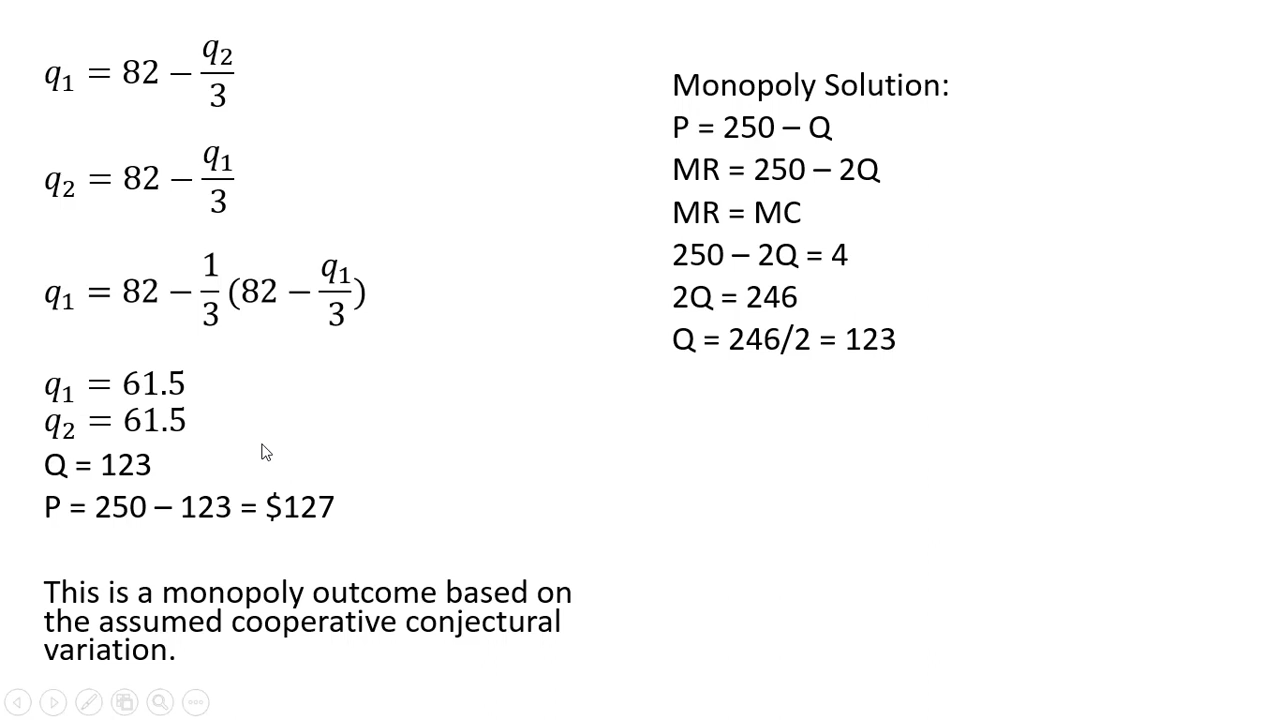 q₁ = 82 − q₂/3
q₂ = 82 − q₁/3
q₁ = 82 − 1/3 (82 − q₁/3)
q₁ = 61.5
q₂ = 61.5
Q = 123
P = 250 – 123 = $127
This is a monopoly outcome based on
the assumed cooperative conjectural
variation.
Monopoly Solution:
P = 250 – Q
MR = 250 – 2Q
MR = MC
250 – 2Q = 4
2Q = 246
Q = 246/2 = 123